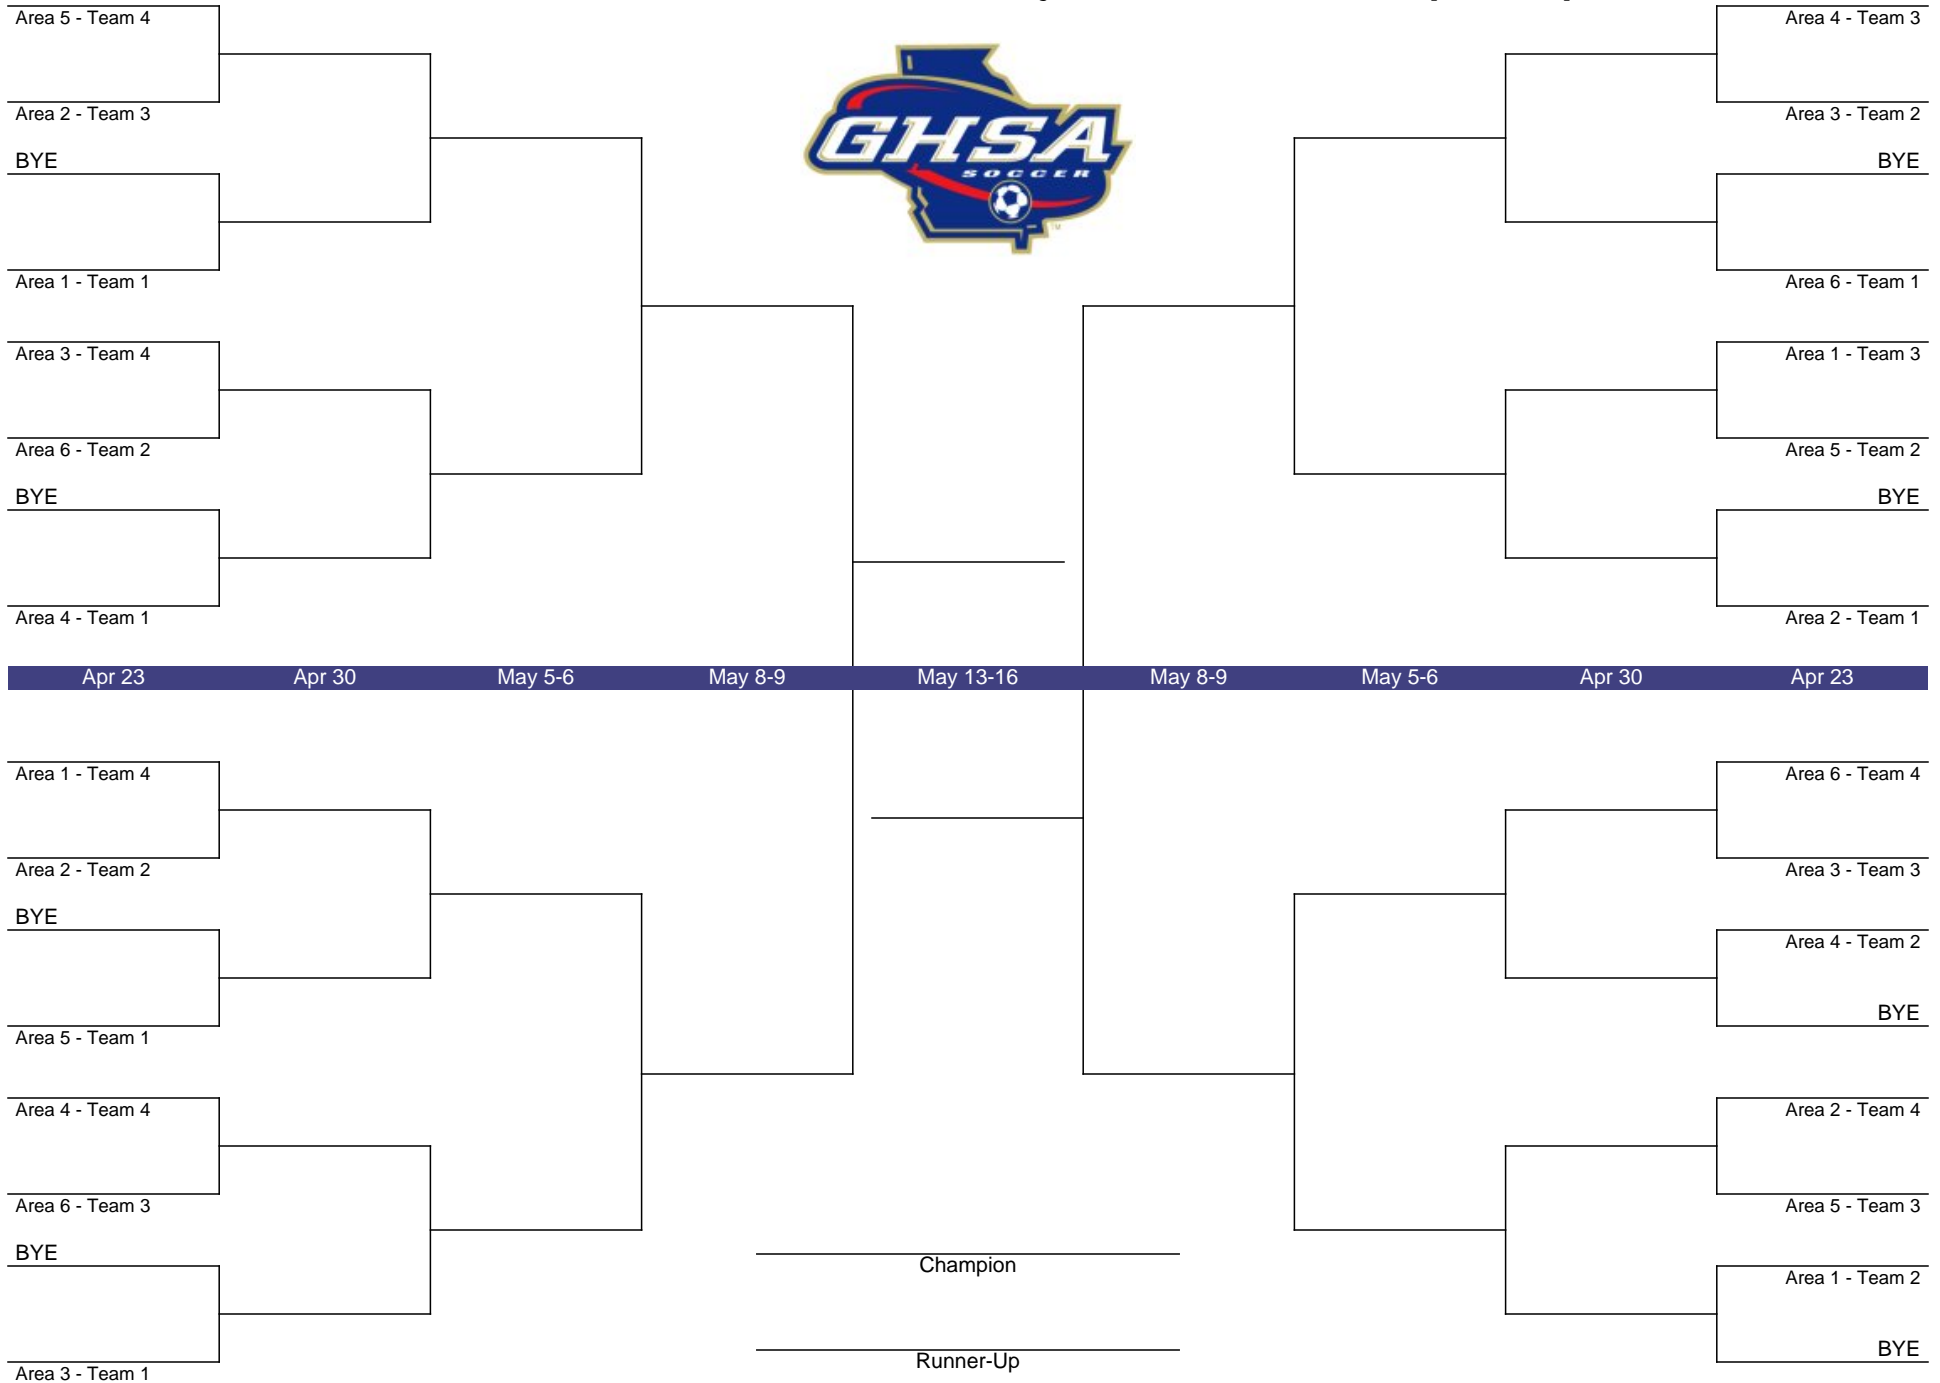 Area 5 - Team 4
Area 2 - Team 3
BYE
Area 1 - Team 1
Area 3 - Team 4
Area 6 - Team 2
BYE
Area 4 - Team 1
GHSA
SOCCER
TM
Area 4 - Team 3
Area 3 - Team 2
BYE
Area 6 - Team 1
Area 1 - Team 3
Area 5 - Team 2
BYE
Area 2 - Team 1
Apr 23 Apr 30 May 5-6 May 8-9 May 13-16 May 8-9 May 5-6 Apr 30 Apr 23
Area 1 - Team 4
Area 2 - Team 2
BYE
Area 5 - Team 1
Area 4 - Team 4
Area 6 - Team 3
BYE
Area 3 - Team 1
Champion
Runner-Up
Area 6 - Team 4
Area 3 - Team 3
Area 4 - Team 2
BYE
Area 2 - Team 4
Area 5 - Team 3
Area 1 - Team 2
BYE